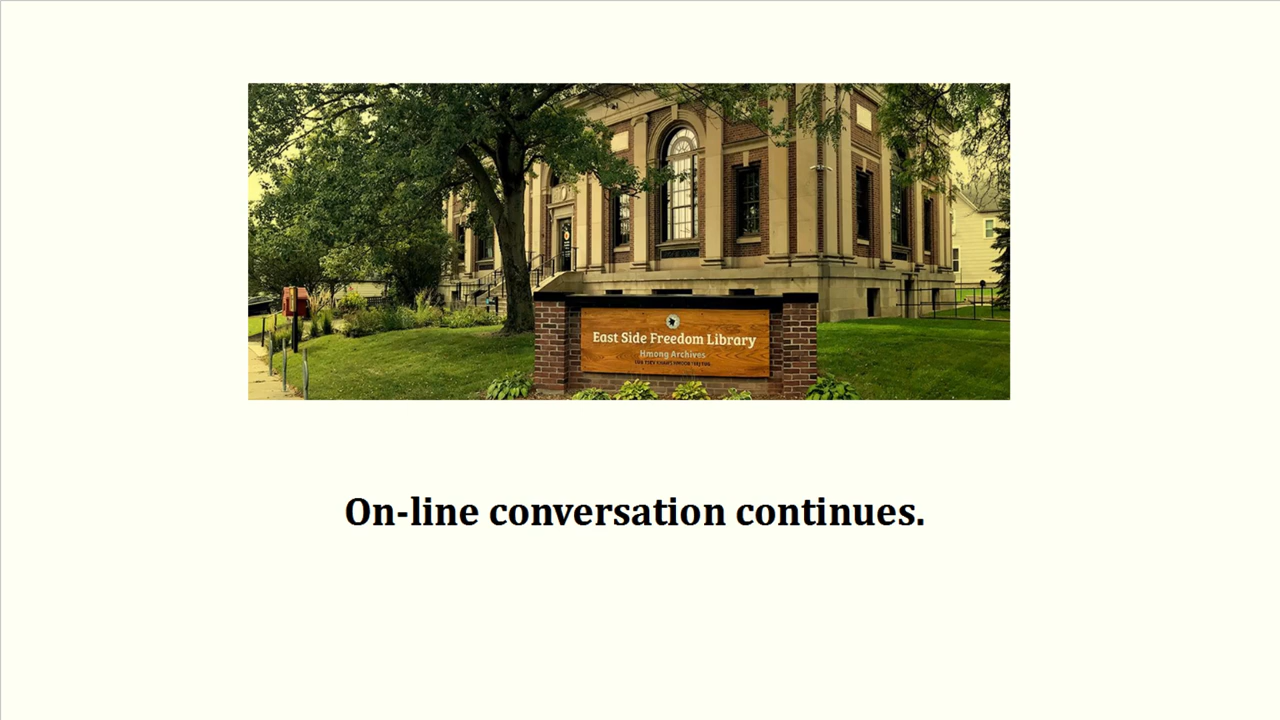 East Side Freedom Library
Hmong Archives
On-line conversation continues.